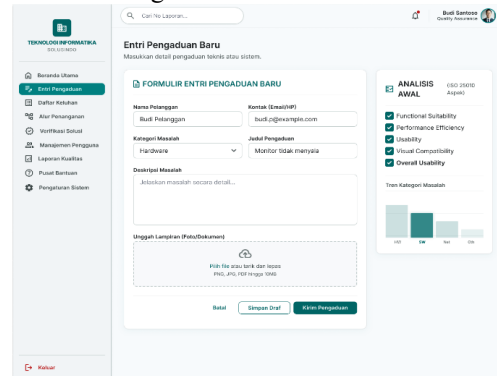 TEKNOLOGI INFORMATIKA
SOLUSINDO
Beranda Utama
Entri Pengaduan
Daftar Keluhan
Alur Penanganan
Verifikasi Solusi
Manajemen Pengguna
Laporan Kualitas
Pusat Bantuan
Pengaturan Sistem
Keluar
Cari No Laporan...
Budi Santoso
Quality Assurance
Entri Pengaduan Baru
Masukkan detail pengaduan teknis atau sistem.
FORMULIR ENTRI PENGADUAN BARU
Nama Pelanggan
Kontak (Email/HP)
Budi Pelanggan
budi.p@example.com
Kategori Masalah
Judul Pengaduan
Hardware
Monitor tidak menyala
Deskripsi Masalah
Jelaskan masalah secara detail...
Unggah Lampiran (Foto/Dokumen)
Pilih file atau tarik dan lepas
PNG, JPG, PDF hingga 10MB
Batal
Simpan Draf
Kirim Pengaduan
ANALISIS AWAL
(ISO 25010 Aspek)
Functional Suitability
Performance Efficiency
Usability
Visual Compatibility
Overall Usability
Tren Kategori Masalah
SW